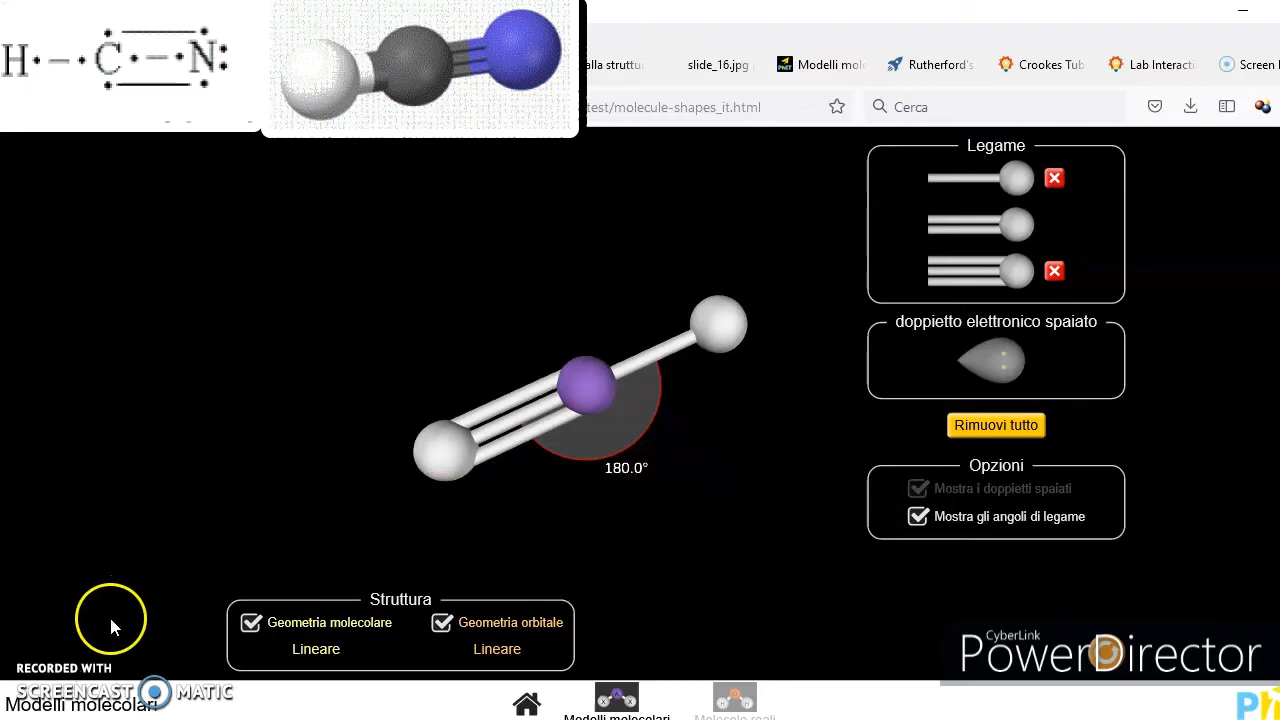 H·–·C·–·N:
alla struttur
slide_16.jpg
Modelli mole
Rutherford's
Crookes Tub
Lab Interacti
Screen
test/molecule-shapes_it.html
Cerca
Legame
doppietto elettronico spaiato
Rimuovi tutto
Opzioni
Mostra i doppietti spaiati
Mostra gli angoli di legame
180.0°
Struttura
Geometria molecolare
Geometria orbitale
Lineare
Lineare
CyberLink
PowerDirector
RECORDED WITH
SCREENCAST MATIC
Modelli molecolari
Modelli molecolari
Molecole reali